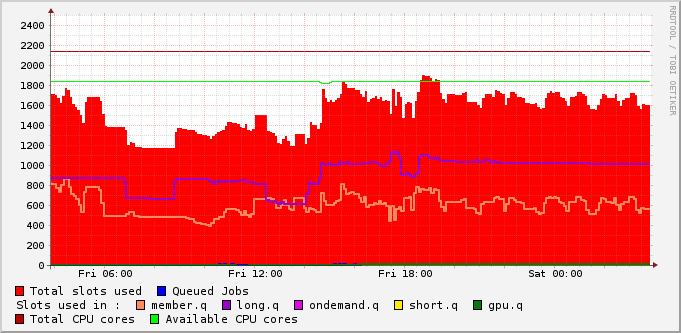 RRDTOOL / TOBI OETIKER
2400
2200
2000
1800
1600
1400
1200
1000
800
600
400
200
0
Fri 06:00 Fri 12:00 Fri 18:00 Sat 00:00
Total slots used Queued Jobs
Slots used in : member.q long.q ondemand.q short.q gpu.q
Total CPU cores Available CPU cores